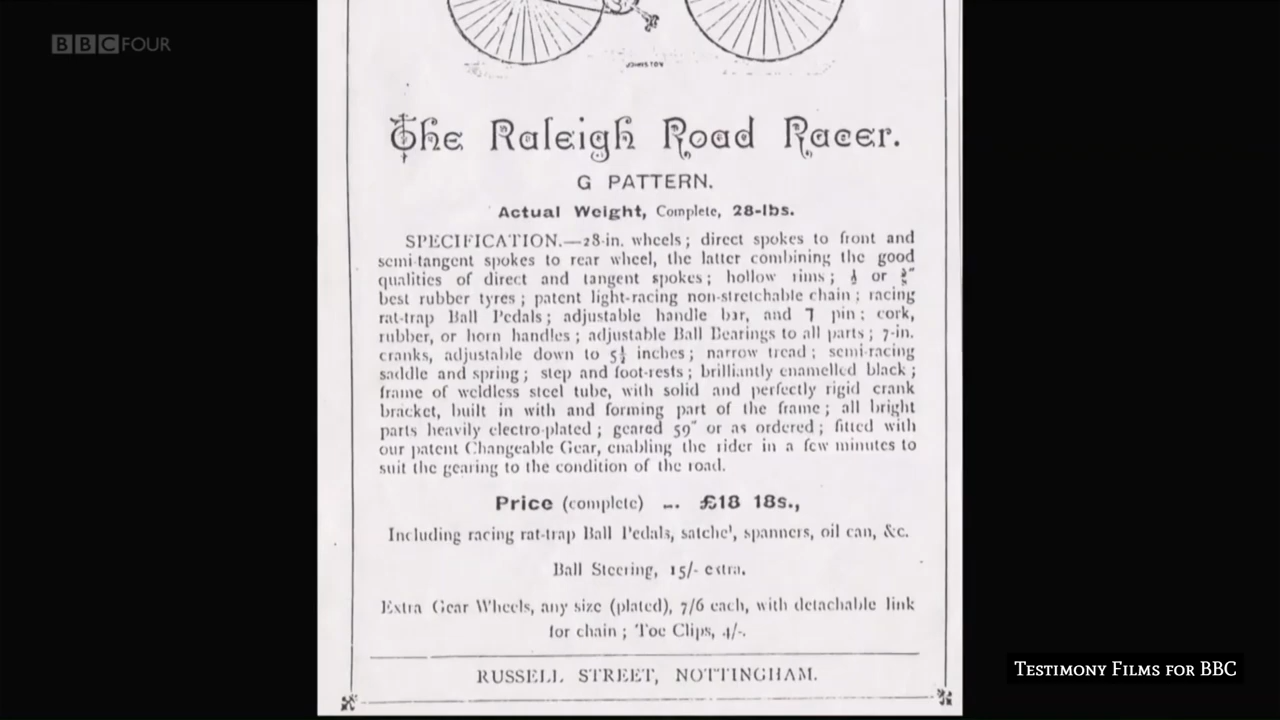 BBC FOUR
JOHNSTON
The Raleigh Road Racer.
G PATTERN.
Actual Weight, Complete, 28-lbs.
SPECIFICATION.—28-in. wheels; direct spokes to front and
semi-tangent spokes to rear wheel, the latter combining the good
qualities of direct and tangent spokes; hollow rims; or
best rubber tyres; patent light-racing non-stretchable chain; racing
rat-trap Ball Pedals; adjustable handle bar, and 7 pin; cork,
rubber, or horn handles; adjustable Ball Bearings to all parts; 7-in.
cranks, adjustable down to 5½ inches; narrow tread; semi-racing
saddle and spring; step and foot-rests; brilliantly enamelled black;
frame of weldless steel tube, with solid and perfectly rigid crank
bracket, built in with and forming part of the frame; all bright
parts heavily electro-plated; geared 59" or as ordered; fitted with
our patent Changeable Gear, enabling the rider in a few minutes to
suit the gearing to the condition of the road.
Price (complete) ... £18 18s.,
Including racing rat-trap Ball Pedals, satchel, spanners, oil can, &c.
Ball Steering, 15/- extra.
Extra Gear Wheels, any size (plated), 7/6 each, with detachable link
for chain; Toe Clips, 4/-.
RUSSELL STREET, NOTTINGHAM.
TESTIMONY FILMS FOR BBC